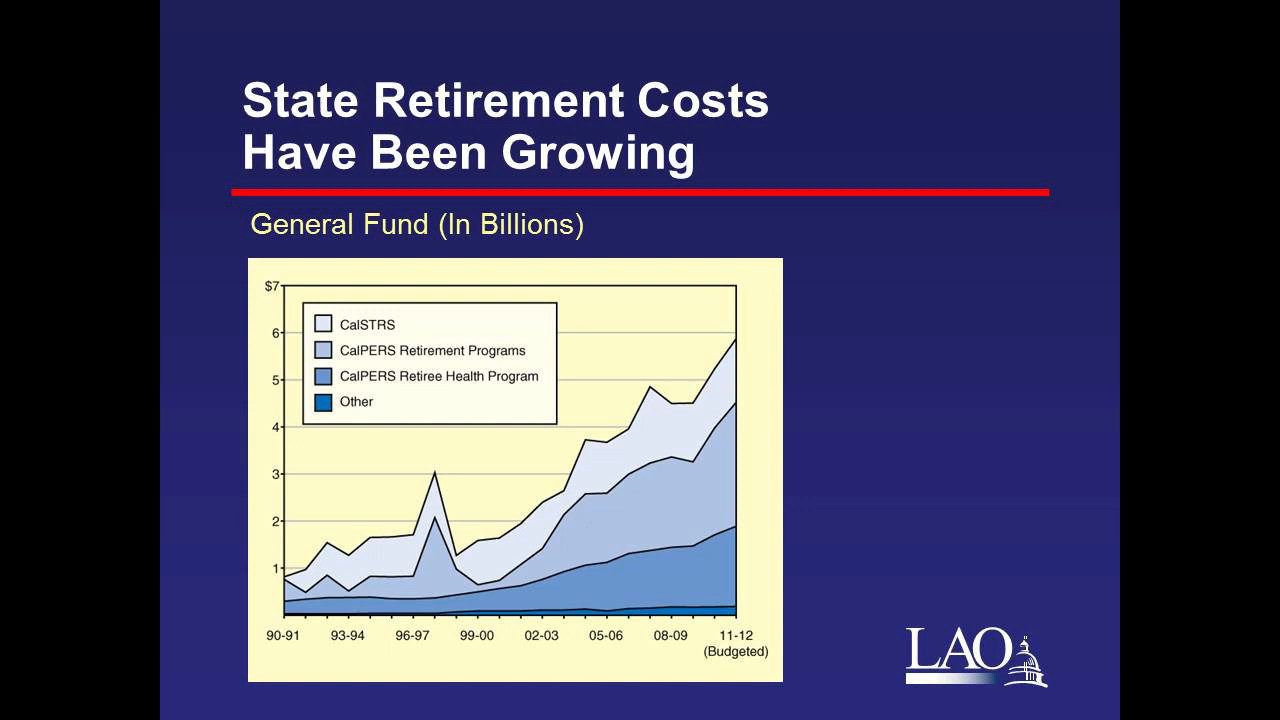 State Retirement Costs
Have Been Growing
General Fund (In Billions)
$7
6
5
4
3
2
1
CalSTRS
CalPERS Retirement Programs
CalPERS Retiree Health Program
Other
90-91 93-94 96-97 99-00 02-03 05-06 08-09 11-12
(Budgeted)
LAO